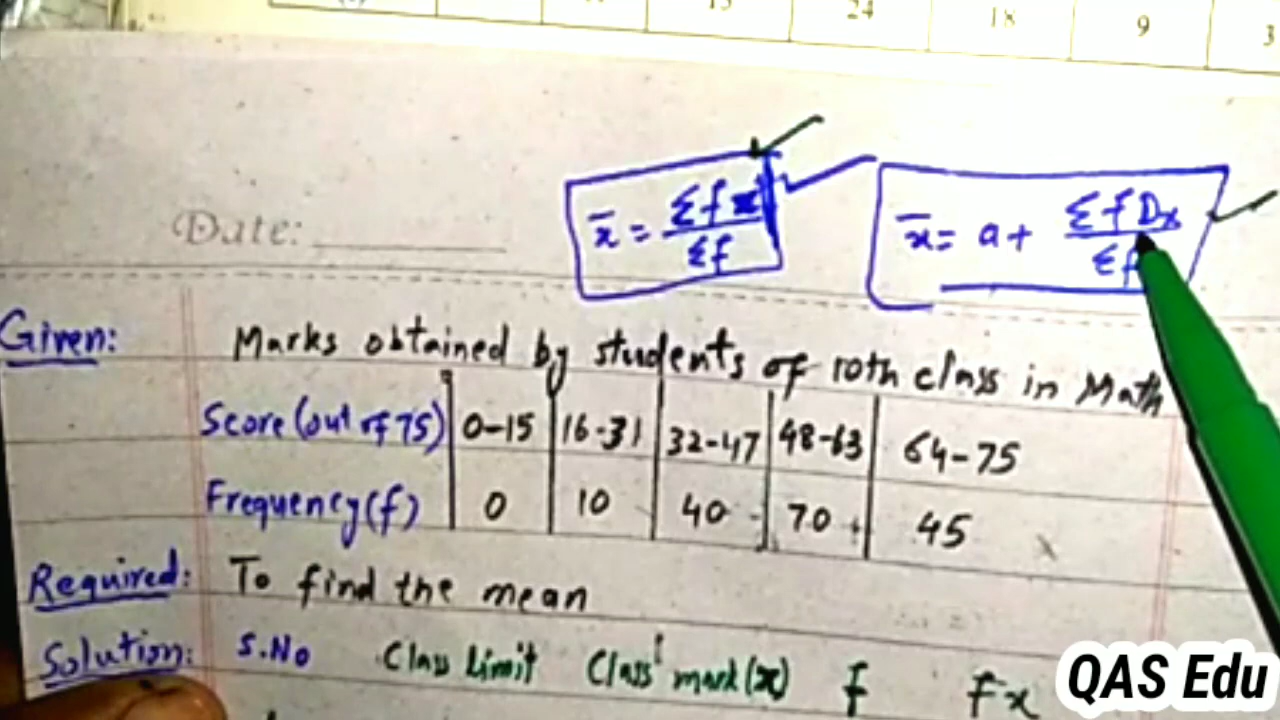 15 24 18 9 3
x̄ = Σfx/Σf x̄ = a + ΣfDx/Σf
Date:
Given: Marks obtained by students of 10th class in Math
Score (out of 75) 0-15 16-31 32-47 48-63 64-75
Frequency(f) 0 10 40 70 45
Required: To find the mean
Solution: S.No Class Limit Class mark (x) f Fx
QAS Edu